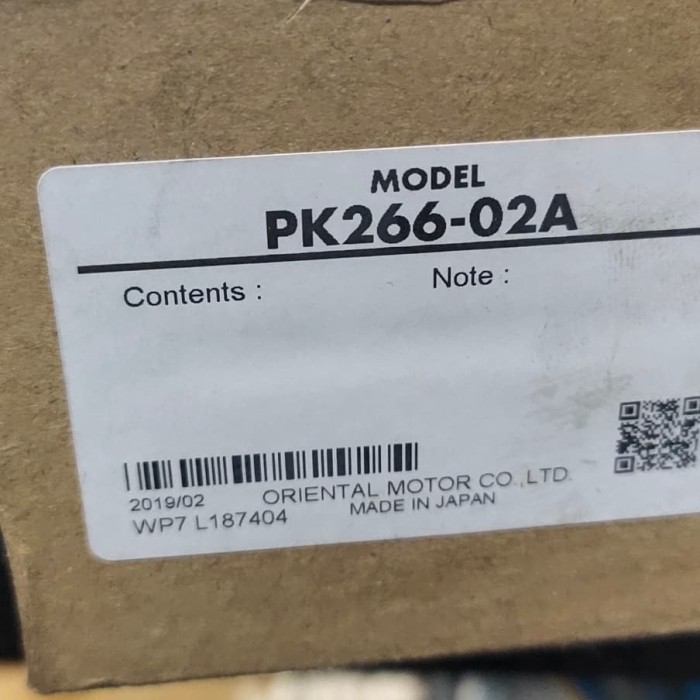 MODEL
PK266-02A
Contents : Note :
2019/02 ORIENTAL MOTOR CO.,LTD.
WP7 L187404 MADE IN JAPAN